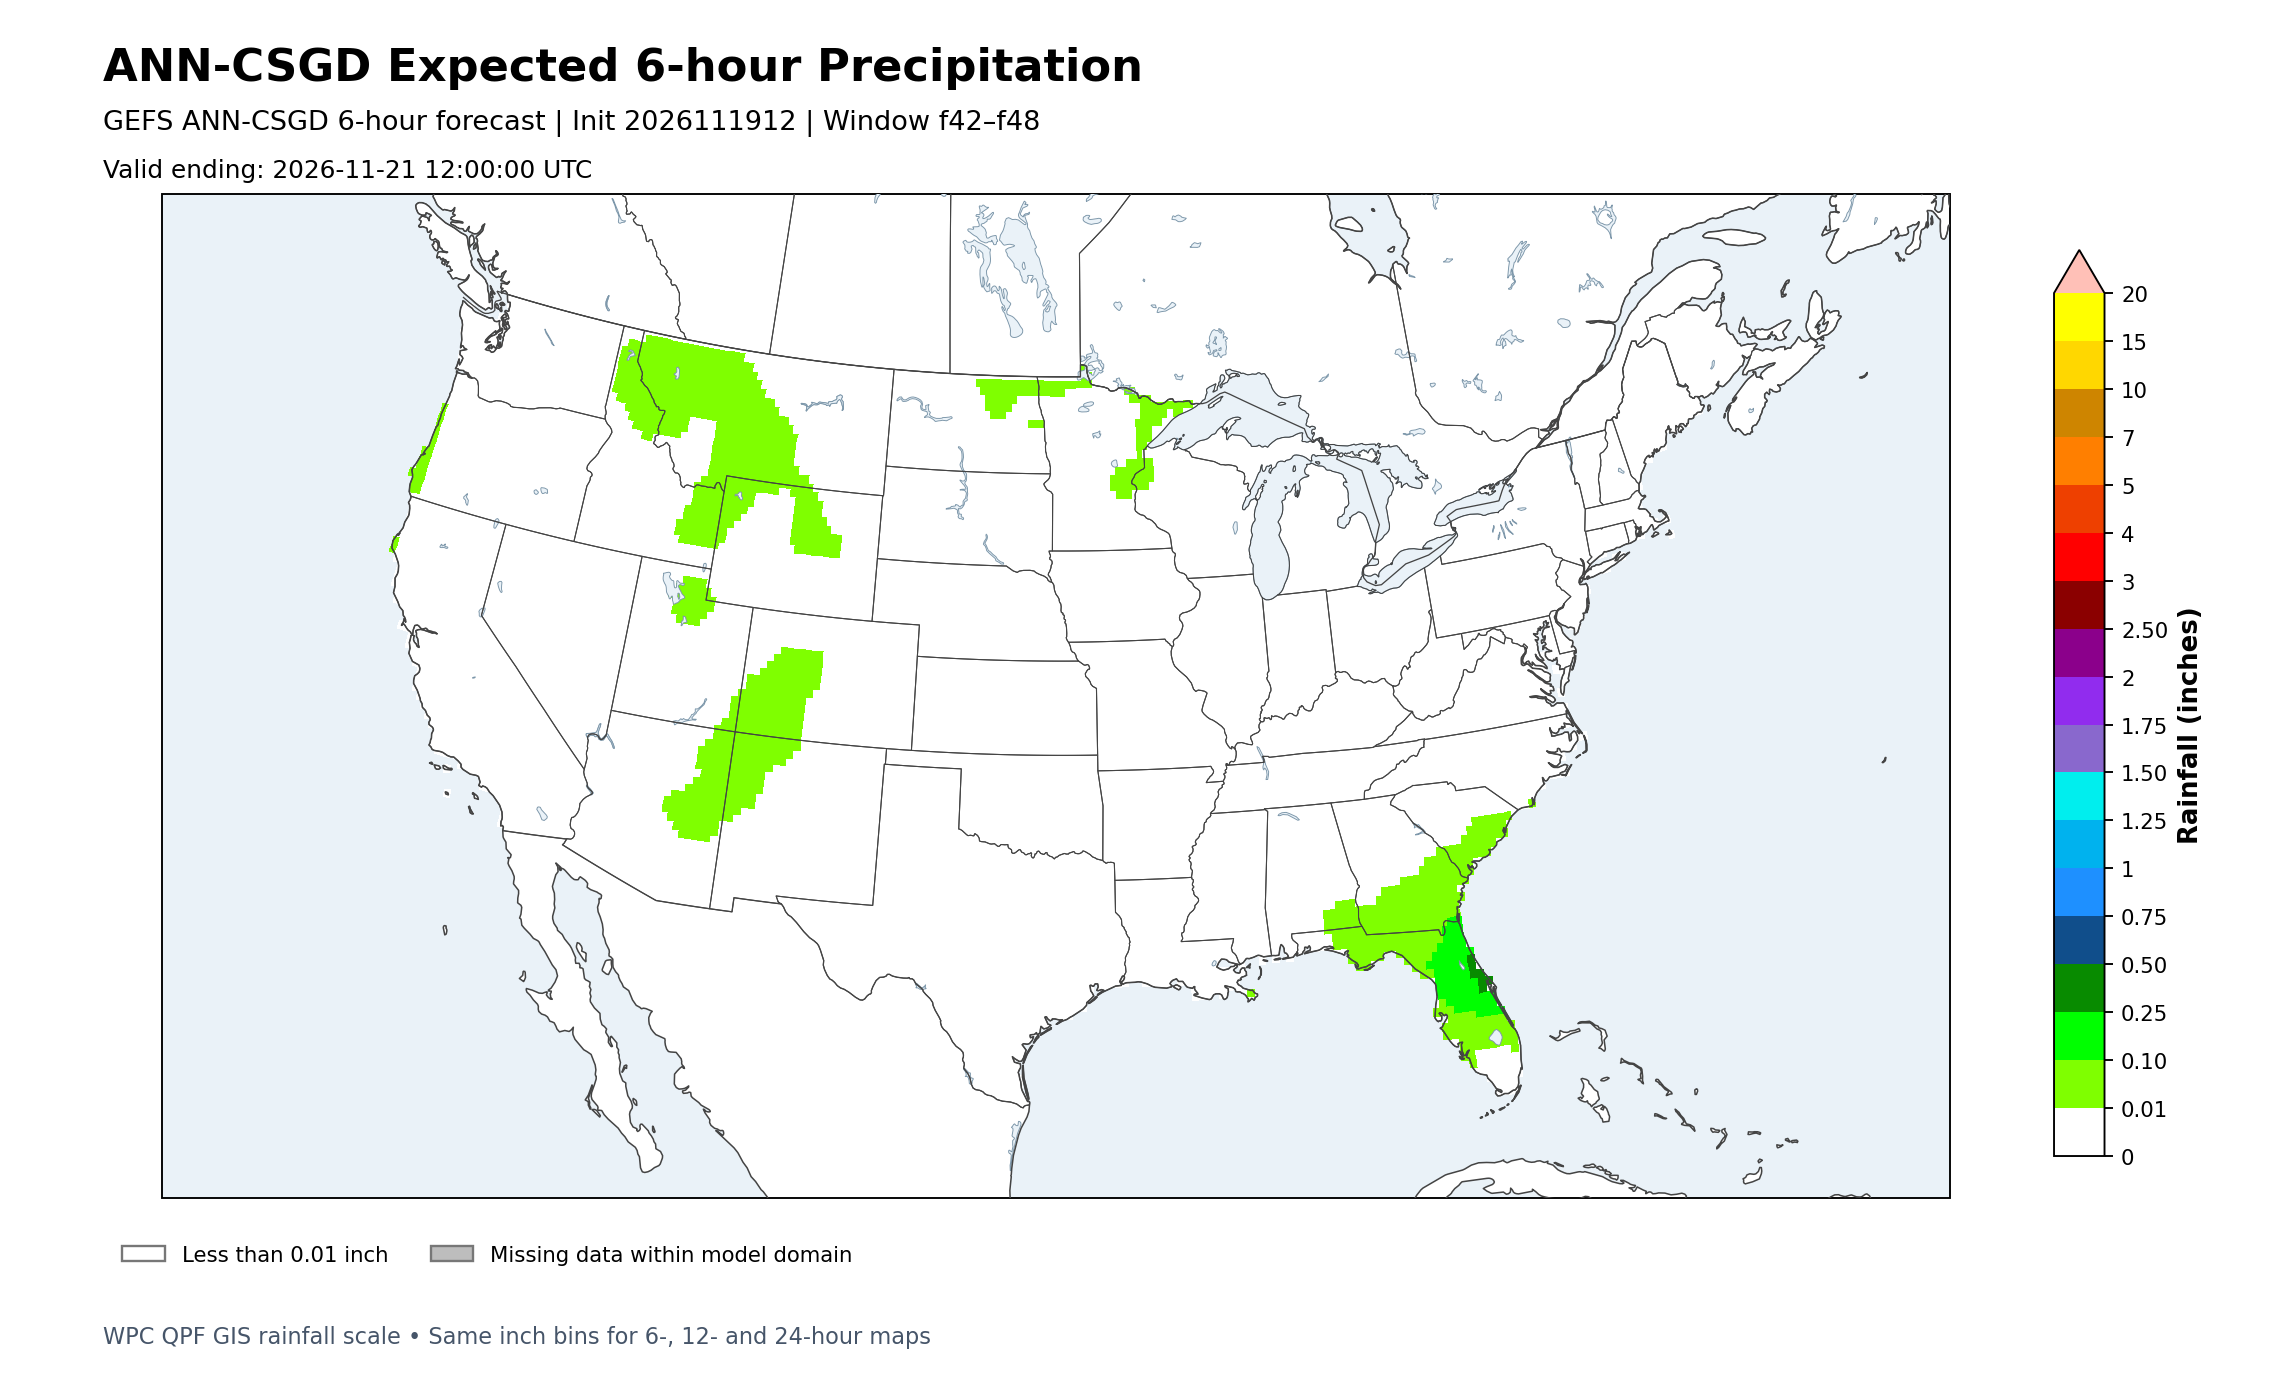 ANN-CSGD Expected 6-hour Precipitation
GEFS ANN-CSGD 6-hour forecast | Init 2026111912 | Window f42–f48
Valid ending: 2026-11-21 12:00:00 UTC
20
15
10
7
5
4
3
2.50
2
1.75
1.50
1.25
1
0.75
0.50
0.25
0.10
0.01
0
Rainfall (inches)
Less than 0.01 inch
Missing data within model domain
WPC QPF GIS rainfall scale • Same inch bins for 6-, 12- and 24-hour maps